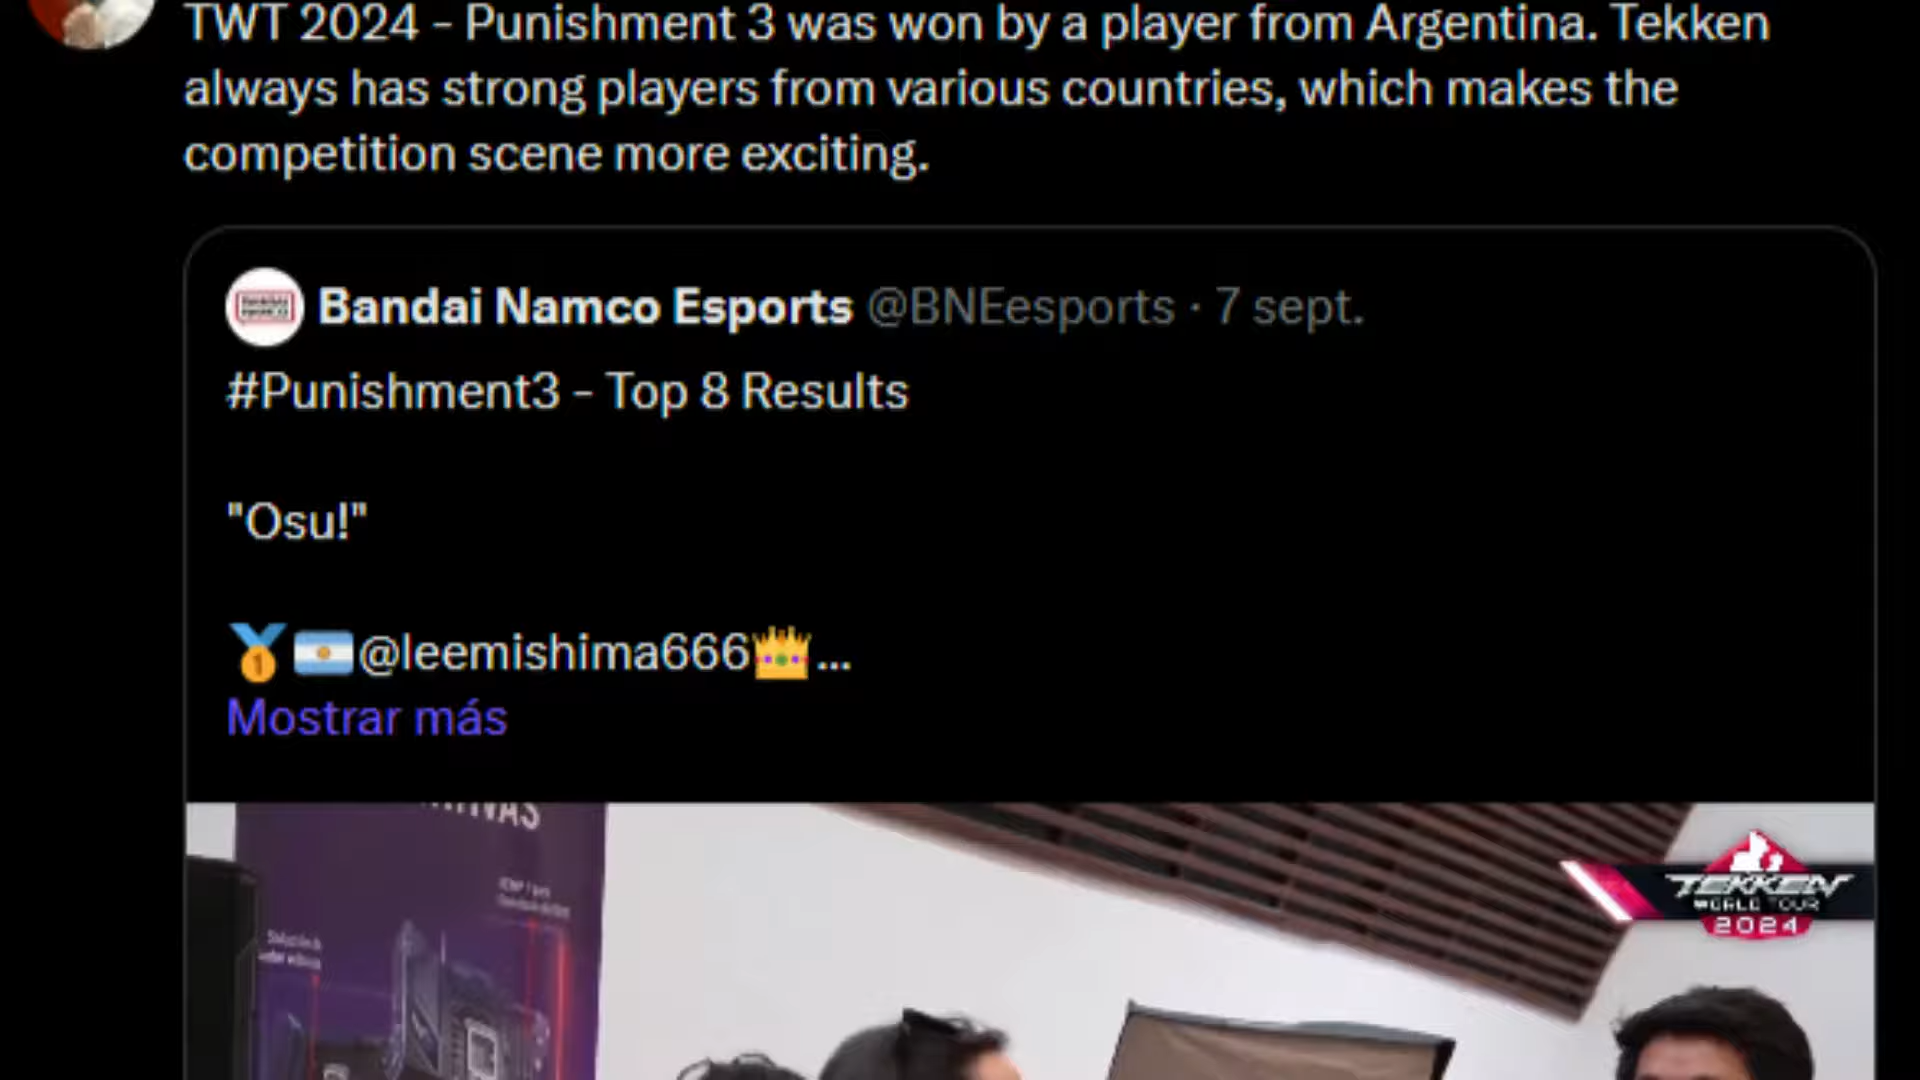 TWT 2024 - Punishment 3 was won by a player from Argentina. Tekken
always has strong players from various countries, which makes the
competition scene more exciting.
Bandai Namco Esports @BNEesports · 7 sept.
#Punishment3 - Top 8 Results
"Osu!"
@leemishima666...
Mostrar más
TEKKEN
WORLD TOUR
2024